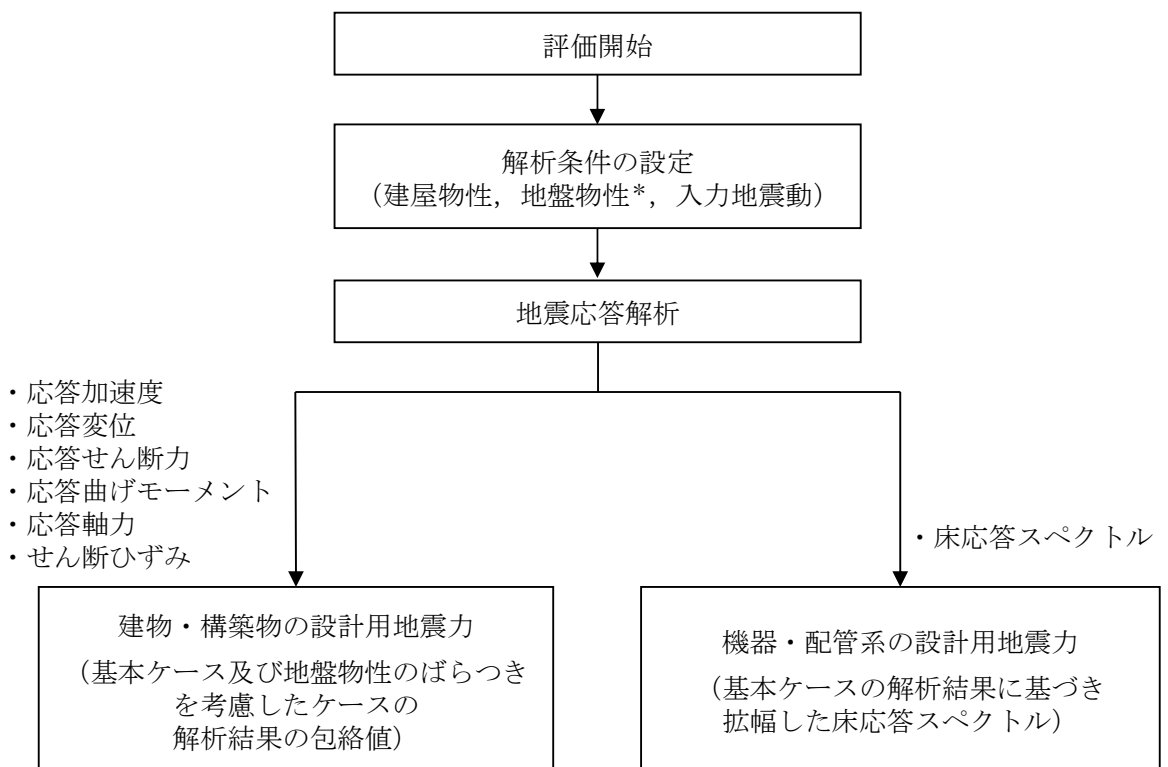 評価開始
解析条件の設定
（建屋物性，地盤物性*，入力地震動）
地震応答解析
・応答加速度
・応答変位
・応答せん断力
・応答曲げモーメント
・応答軸力
・せん断ひずみ
・床応答スペクトル
建物・構築物の設計用地震力
（基本ケース及び地盤物性のばらつき
を考慮したケースの
解析結果の包絡値）
機器・配管系の設計用地震力
（基本ケースの解析結果に基づき
拡幅した床応答スペクトル）